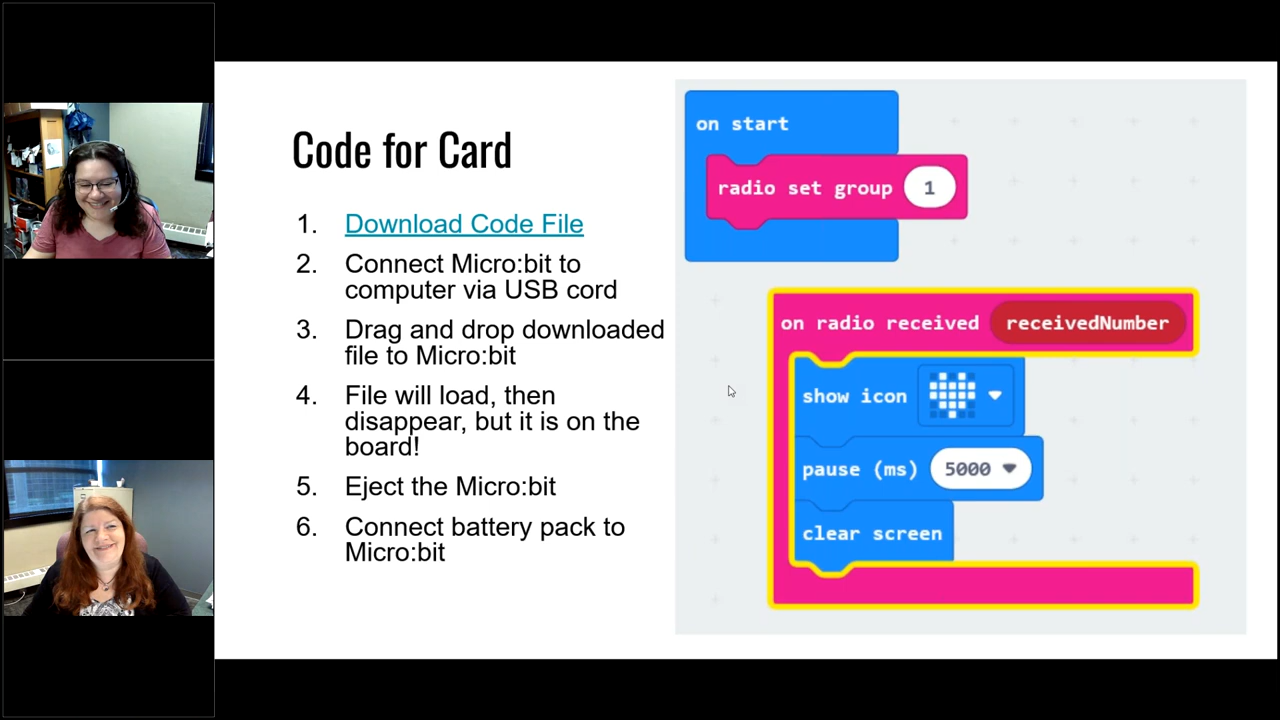 Code for Card
1. Download Code File
2. Connect Micro:bit to
computer via USB cord
3. Drag and drop downloaded
file to Micro:bit
4. File will load, then
disappear, but it is on the
board!
5. Eject the Micro:bit
6. Connect battery pack to
Micro:bit
on start
radio set group 1
on radio received receivedNumber
show icon
pause (ms) 5000
clear screen